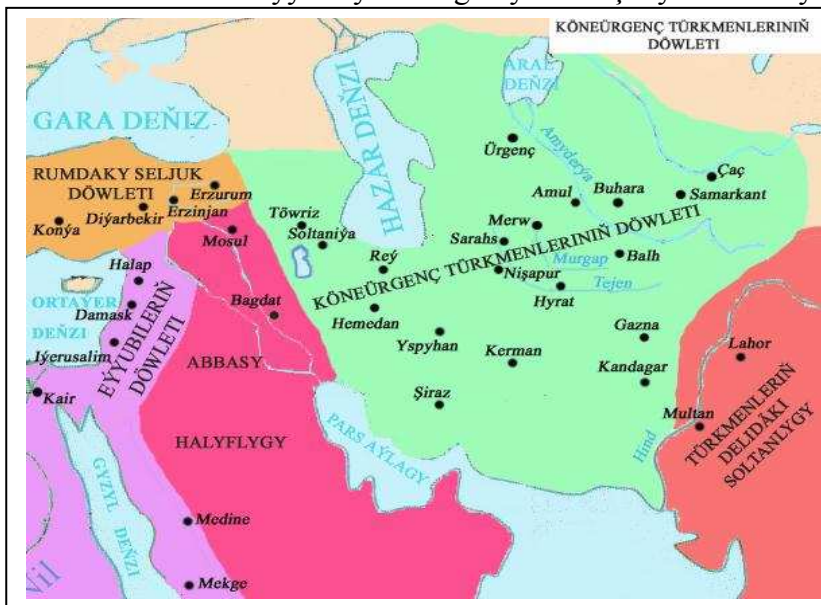 KÖNEÜRGENÇ TÜRKMENLERINIŇ
DÖWLETI
GARA DEŇIZ
HAZAR DEŇZI
ARAL
DEŇZI
Amyderýa
Ürgenç
Çaç
RUMDAKY SELJUK
DÖWLETI
Erzurum
Erzinjan
Diýarbekir
Konýa
Mosul
Töwriz
Soltaniýa
Amul
Buhara
Samarkant
Merw
Sarahs
Reý
KÖNEÜRGENÇ TÜRKMENLERINIŇ DÖWLETI
Nişapur
Murgap
Balh
Tejen
Hyrat
Halap
ORTAÝER
DEŇZI
Damask
Iýerusalim
Kair
EÝÝUBILERIŇ
DÖWLETI
Bagdat
ABBASY
HALYFLYGY
Hemedan
Yspyhan
Kerman
Şiraz
Gazna
Kandagar
Lahor
Multan
Hind
TÜRKMENLERIŇ
DELIDÄKI
SOLTANLYGY
PARS AÝLAGY
GYZYL DEŇZI
Medine
Mekge
Nil